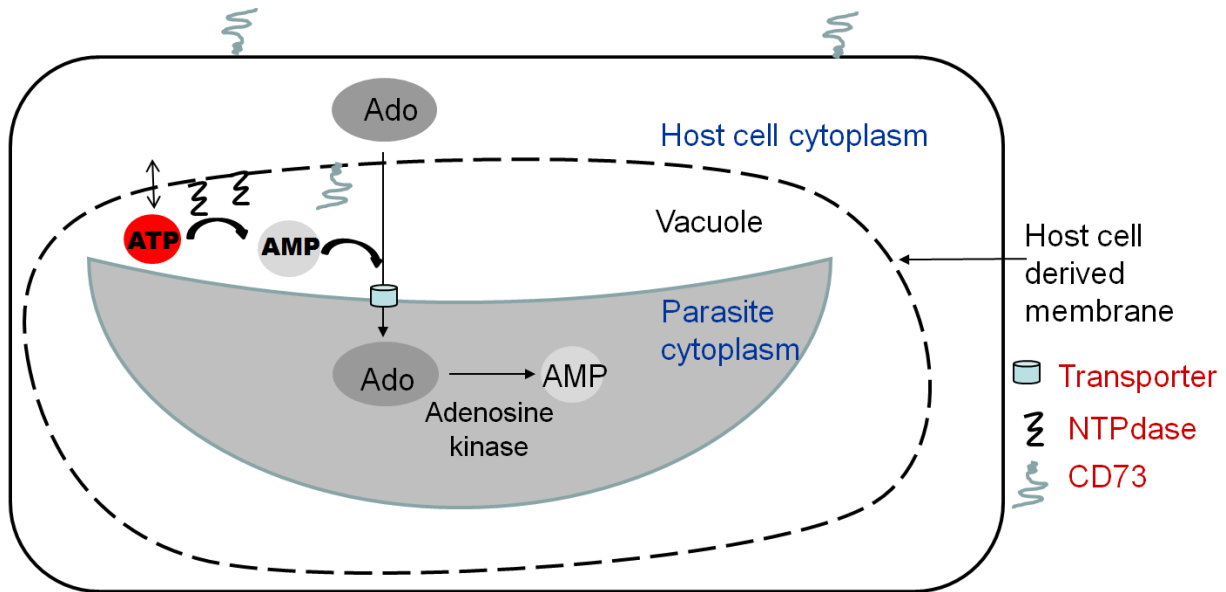 Ado
Host cell cytoplasm
Vacuole
ATP
AMP
Host cell
derived
membrane
Parasite
cytoplasm
Ado
AMP
Adenosine
kinase
Transporter
NTPdase
CD73